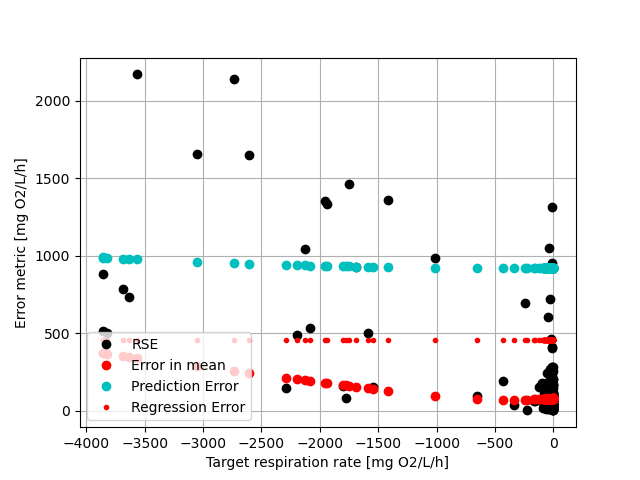 2000
1500
1000
500
0
Error metric [mg O2/L/h]
RSE
Error in mean
Prediction Error
Regression Error
−4000 −3500 −3000 −2500 −2000 −1500 −1000 −500 0
Target respiration rate [mg O2/L/h]